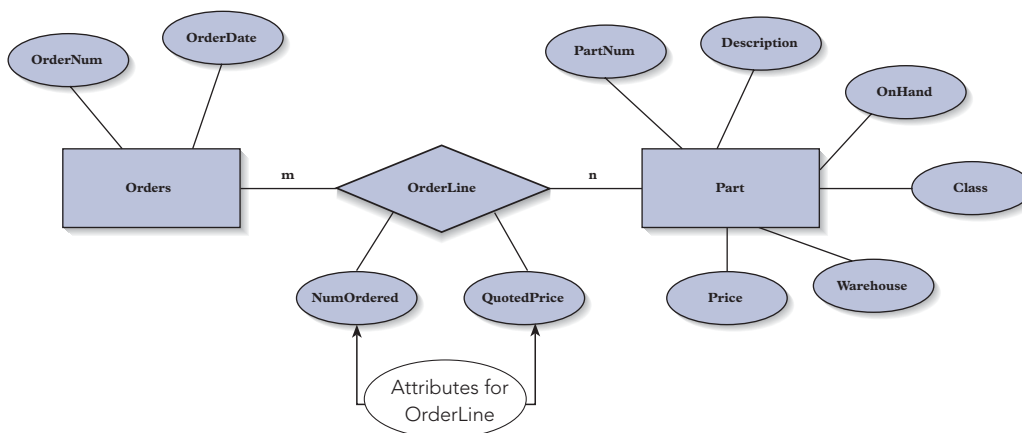 OrderNum
OrderDate
PartNum
Description
OnHand
Orders
m
OrderLine
n
Part
Class
NumOrdered
QuotedPrice
Price
Warehouse
Attributes for
OrderLine